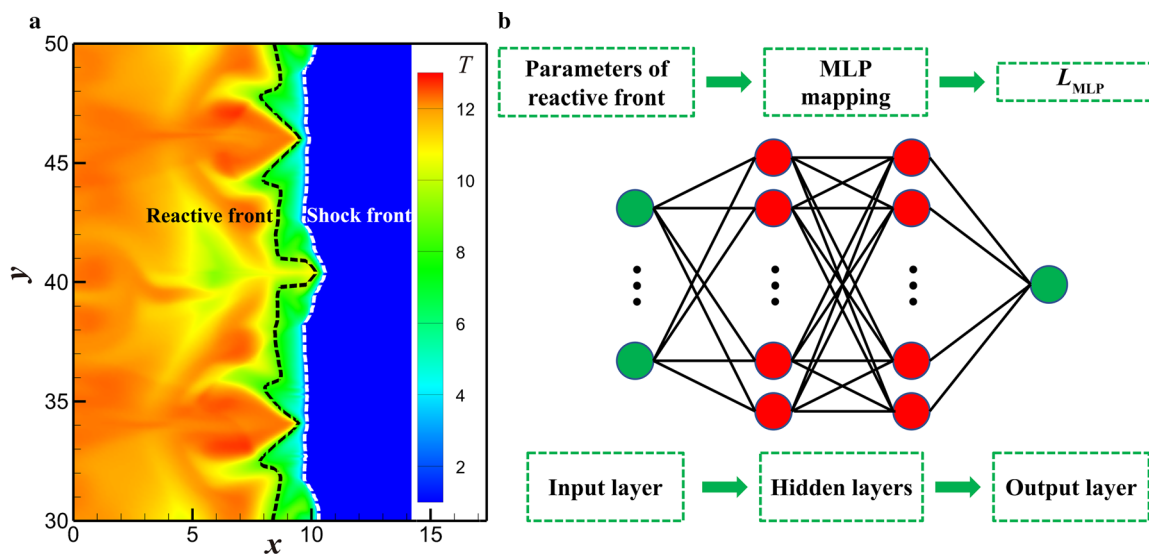 a
b
50
45
40
35
30
y
0
5
10
15
x
T
12
10
8
6
4
2
Reactive front
Shock front
Parameters of
reactive front
MLP
mapping
L_MLP
Input layer
Hidden layers
Output layer